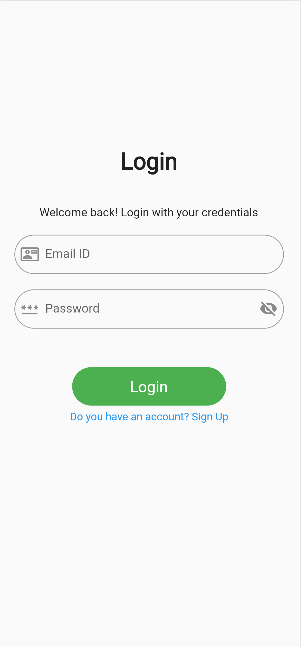 Login
Welcome back! Login with your credentials
Email ID
Password
Login
Do you have an account? Sign Up